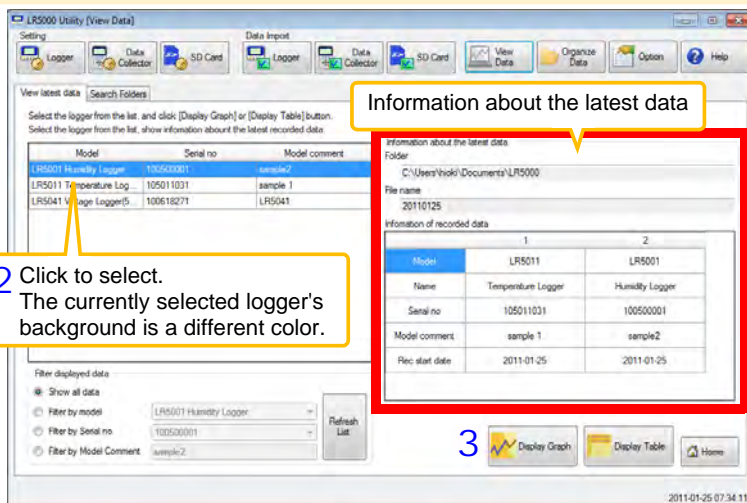 LR5000 Utility [View Data]
Setting
Data Import
Logger
Data Collector
SD Card
Logger
Data Collector
SD Card
View Data
Organize Data
Option
Help
View latest data
Search Folders
Information about the latest data
Select the logger from the list, and click [Display Graph] or [Display Table] button.
Select the logger from the list, show infomation abount the latest recorded data.
Model Serial no Model comment
LR5001 Humidity Logger 100500001 sample2
LR5011 Temperature Log... 105011031 sample 1
LR5041 Voltage Logger(5... 100618271 LR5041
2 Click to select.
The currently selected logger's
background is a different color.
Information about the latest data
Folder
C:\Users\hioki\Documents\LR5000
File name
20110125
Infomation of recorded data
1 2
Model LR5011 LR5001
Name Temperature Logger Humidity Logger
Serial no 105011031 100500001
Model comment sample 1 sample2
Rec start date 2011-01-25 2011-01-25
Filter displayed data
Show all data
Filter by model LR5001 Humidity Logger
Filter by Serial no 100500001
Filter by Model Comment sample2
Refresh List
3
Display Graph
Display Table
Home
2011-01-25 07:34:11